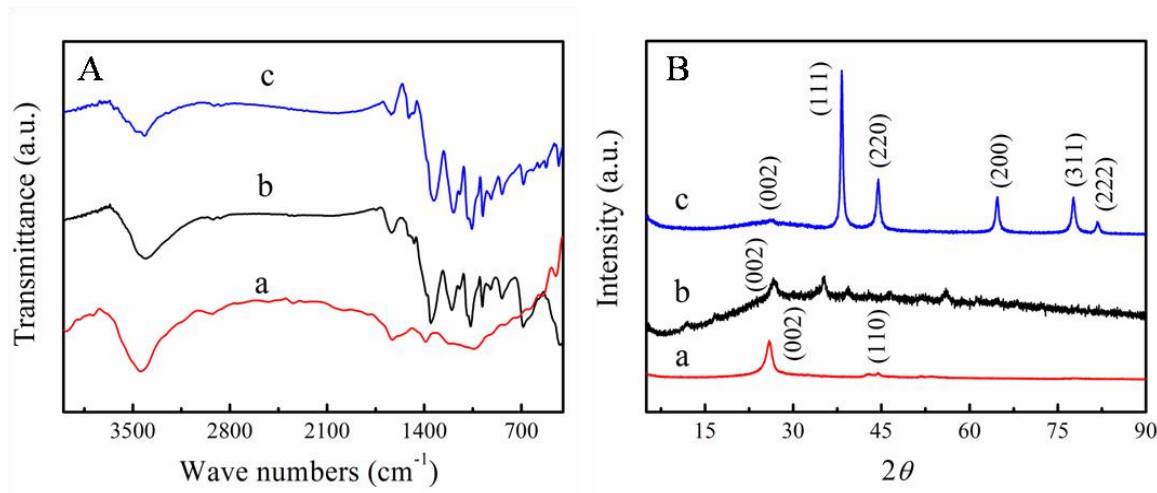 A
c
b
a
Transmittance (a.u.)
3500 2800 2100 1400 700
Wave numbers (cm⁻¹)
B
c
(002)
(111)
(220)
(200)
(311)
(222)
b
(002)
a
(002)
(110)
Intensity (a.u.)
15 30 45 60 75 90
2θ